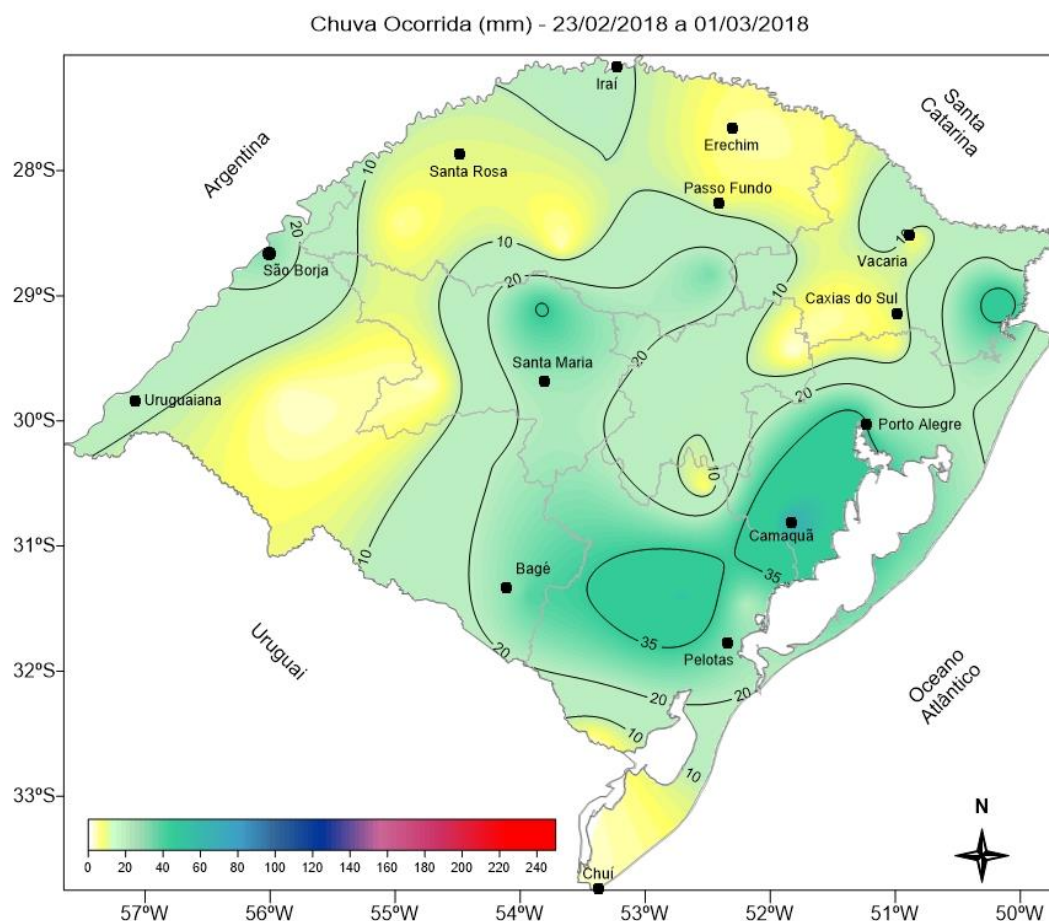 Chuva Ocorrida (mm) - 23/02/2018 a 01/03/2018
Iraí
Santa
Catarina
Argentina
Erechim
28ºS
Santa Rosa
10
Passo Fundo
20
10
10
Vacaria
São Borja
20
29ºS
10
Caxias do Sul
20
Santa Maria
Uruguaiana
20
30ºS
Porto Alegre
10
31ºS
Camaquã
10
35
Bagé
Uruguai
35
Pelotas
20
32ºS
Oceano
Atlântico
20
20
10
10
33ºS
N
0 20 40 60 80 100 120 140 160 180 200 220 240
Chuí
57ºW 56ºW 55ºW 54ºW 53ºW 52ºW 51ºW 50ºW